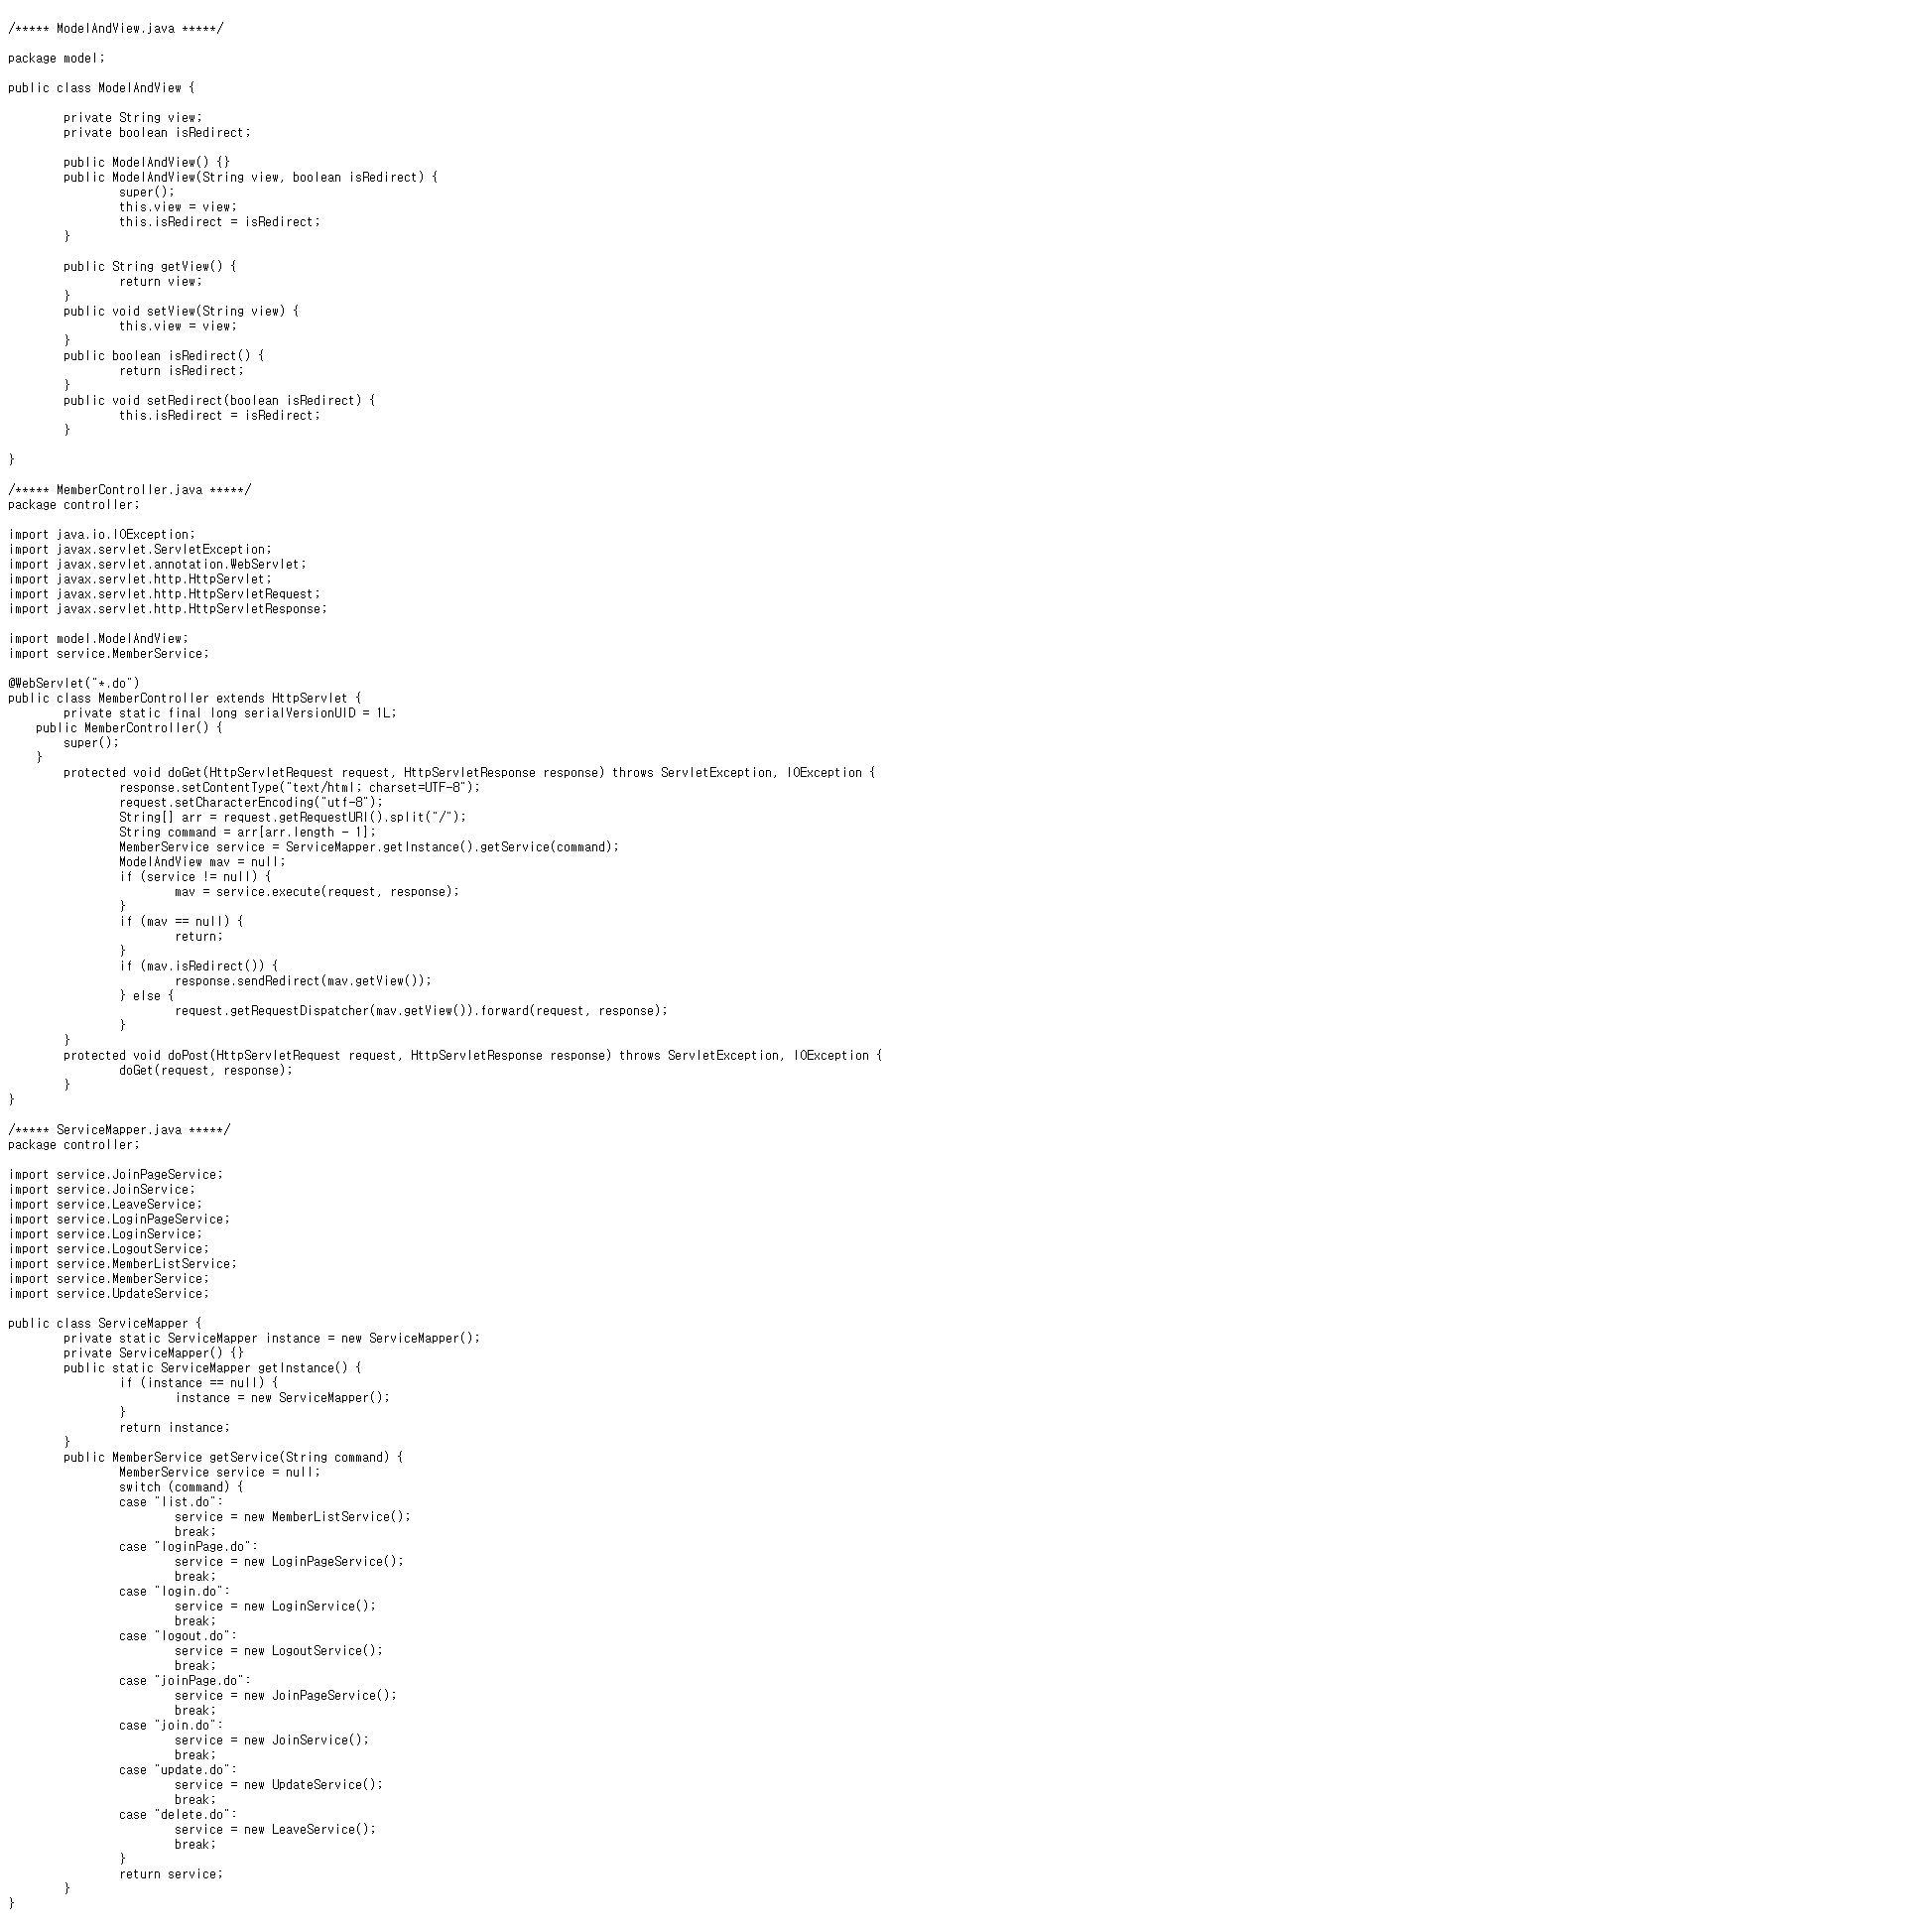 /***** ModelAndView.java *****/
package model;
public class ModelAndView {
private String view;
private boolean isRedirect;
public ModelAndView() {}
public ModelAndView(String view, boolean isRedirect) {
super();
this.view = view;
this.isRedirect = isRedirect;
}
public String getView() {
return view;
}
public void setView(String view) {
this.view = view;
}
public boolean isRedirect() {
return isRedirect;
}
public void setRedirect(boolean isRedirect) {
this.isRedirect = isRedirect;
}
}
/***** MemberController.java *****/
package controller;
import java.io.IOException;
import javax.servlet.ServletException;
import javax.servlet.annotation.WebServlet;
import javax.servlet.http.HttpServlet;
import javax.servlet.http.HttpServletRequest;
import javax.servlet.http.HttpServletResponse;
import model.ModelAndView;
import service.MemberService;
@WebServlet("*.do")
public class MemberController extends HttpServlet {
private static final long serialVersionUID = 1L;
public MemberController() {
super();
}
protected void doGet(HttpServletRequest request, HttpServletResponse response) throws ServletException, IOException {
response.setContentType("text/html; charset=UTF-8");
request.setCharacterEncoding("utf-8");
String[] arr = request.getRequestURI().split("/");
String command = arr[arr.length - 1];
MemberService service = ServiceMapper.getInstance().getService(command);
ModelAndView mav = null;
if (service != null) {
mav = service.execute(request, response);
}
if (mav == null) {
return;
}
if (mav.isRedirect()) {
response.sendRedirect(mav.getView());
} else {
request.getRequestDispatcher(mav.getView()).forward(request, response);
}
}
protected void doPost(HttpServletRequest request, HttpServletResponse response) throws ServletException, IOException {
doGet(request, response);
}
}
/***** ServiceMapper.java *****/
package controller;
import service.JoinPageService;
import service.JoinService;
import service.LeaveService;
import service.LoginPageService;
import service.LoginService;
import service.LogoutService;
import service.MemberListService;
import service.MemberService;
import service.UpdateService;
public class ServiceMapper {
private static ServiceMapper instance = new ServiceMapper();
private ServiceMapper() {}
public static ServiceMapper getInstance() {
if (instance == null) {
instance = new ServiceMapper();
}
return instance;
}
public MemberService getService(String command) {
MemberService service = null;
switch (command) {
case "list.do":
service = new MemberListService();
break;
case "loginPage.do":
service = new LoginPageService();
break;
case "login.do":
service = new LoginService();
break;
case "logout.do":
service = new LogoutService();
break;
case "joinPage.do":
service = new JoinPageService();
break;
case "join.do":
service = new JoinService();
break;
case "update.do":
service = new UpdateService();
break;
case "delete.do":
service = new LeaveService();
break;
}
return service;
}
}